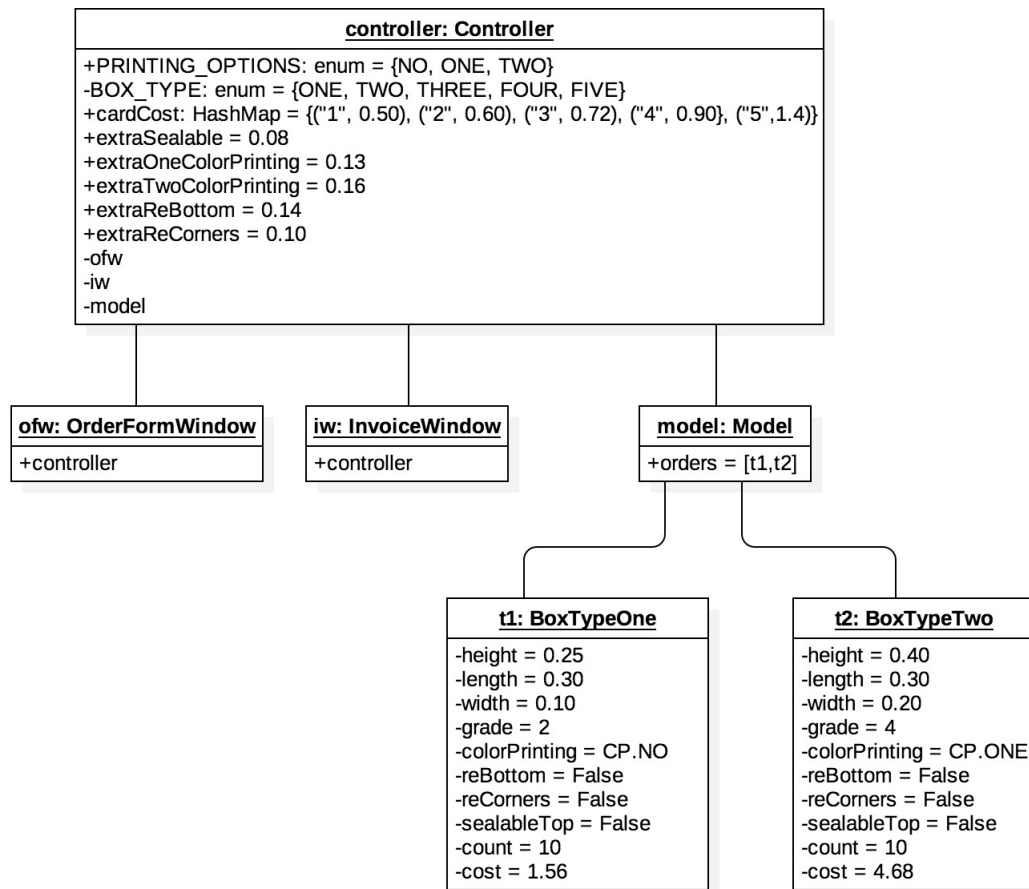 controller: Controller
+PRINTING_OPTIONS: enum = {NO, ONE, TWO}
-BOX_TYPE: enum = {ONE, TWO, THREE, FOUR, FIVE}
+cardCost: HashMap = {("1", 0.50), ("2", 0.60), ("3", 0.72), ("4", 0.90}, ("5",1.4)}
+extraSealable = 0.08
+extraOneColorPrinting = 0.13
+extraTwoColorPrinting = 0.16
+extraReBottom = 0.14
+extraReCorners = 0.10
-ofw
-iw
-model
ofw: OrderFormWindow
+controller
iw: InvoiceWindow
+controller
model: Model
+orders = [t1,t2]
t1: BoxTypeOne
-height = 0.25
-length = 0.30
-width = 0.10
-grade = 2
-colorPrinting = CP.NO
-reBottom = False
-reCorners = False
-sealableTop = False
-count = 10
-cost = 1.56
t2: BoxTypeTwo
-height = 0.40
-length = 0.30
-width = 0.20
-grade = 4
-colorPrinting = CP.ONE
-reBottom = False
-reCorners = False
-sealableTop = False
-count = 10
-cost = 4.68